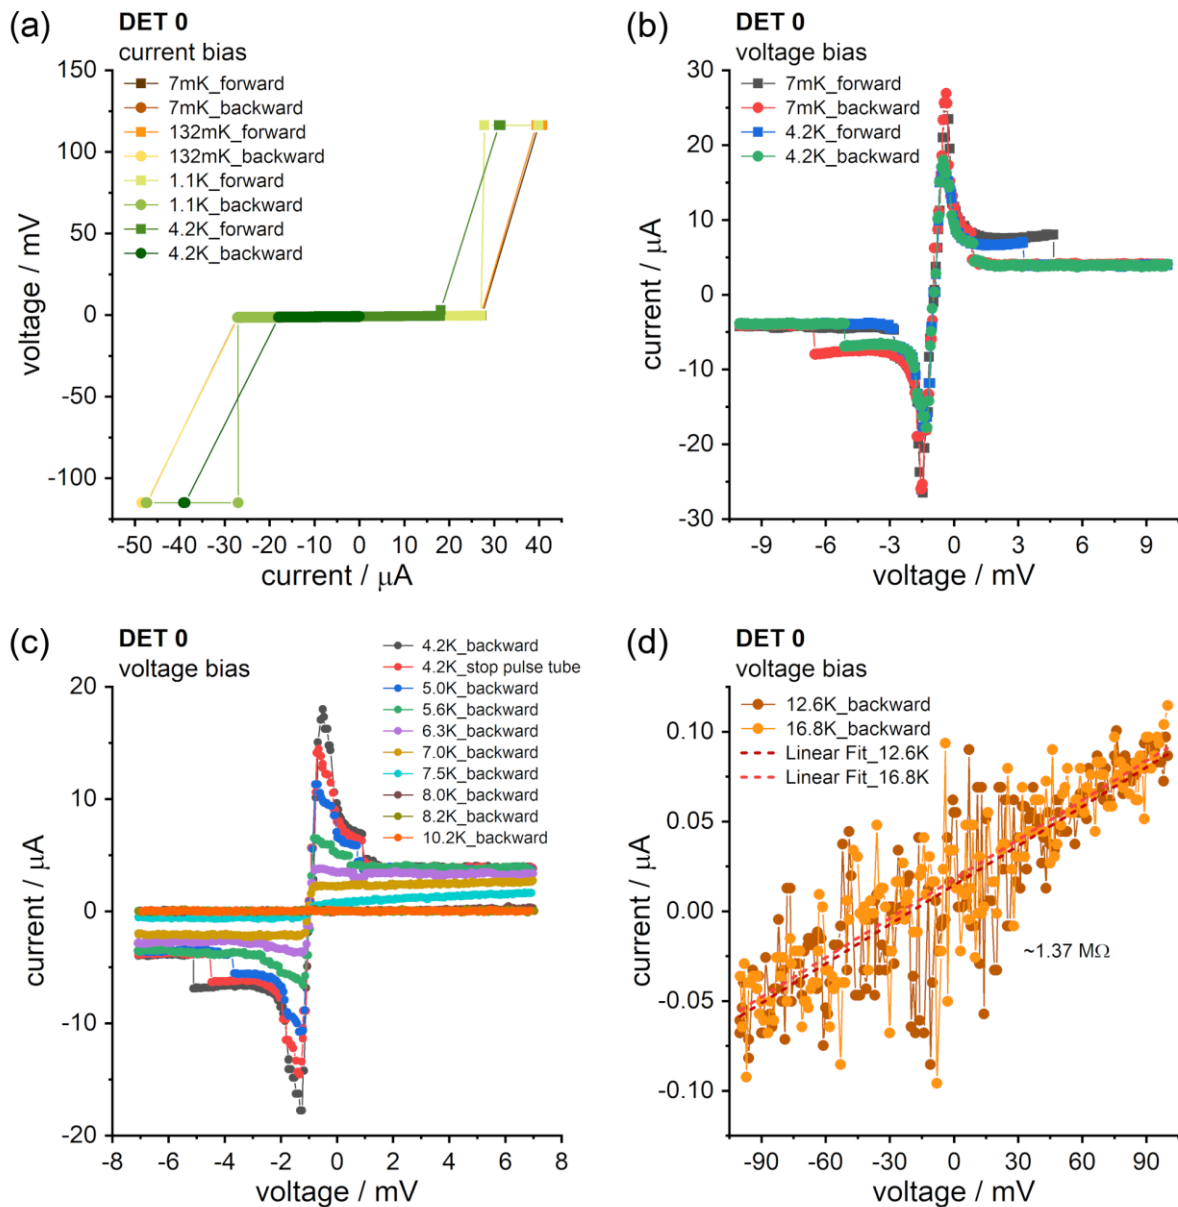 (a)
DET 0
current bias
7mK_forward
7mK_backward
132mK_forward
132mK_backward
1.1K_forward
1.1K_backward
4.2K_forward
4.2K_backward
150
100
50
0
-50
-100
voltage / mV
-50 -40 -30 -20 -10 0 10 20 30 40
current / μA
(b)
DET 0
voltage bias
7mK_forward
7mK_backward
4.2K_forward
4.2K_backward
30
20
10
0
-10
-20
-30
current / μA
-9 -6 -3 0 3 6 9
voltage / mV
(c)
DET 0
voltage bias
4.2K_backward
4.2K_stop pulse tube
5.0K_backward
5.6K_backward
6.3K_backward
7.0K_backward
7.5K_backward
8.0K_backward
8.2K_backward
10.2K_backward
20
10
0
-10
-20
current / μA
-8 -6 -4 -2 0 2 4 6 8
voltage / mV
(d)
DET 0
voltage bias
12.6K_backward
16.8K_backward
Linear Fit_12.6K
Linear Fit_16.8K
0.10
0.05
0.00
-0.05
-0.10
~1.37 MΩ
current / μA
-90 -60 -30 0 30 60 90
voltage / mV